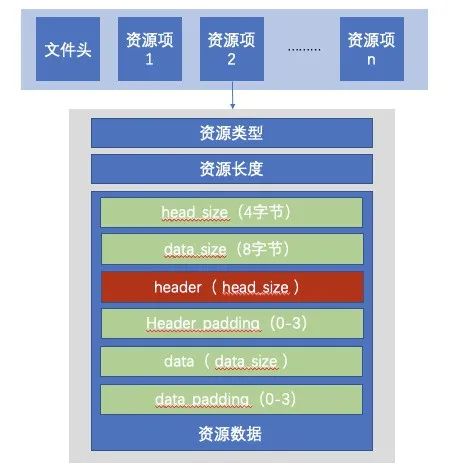 文件头
资源项
1
资源项
2
………
资源项
n
资源类型
资源长度
head_size（4字节）
data_size（8字节）
header（ head_size ）
Header_padding（0-3）
data（ data_size ）
data_padding（0-3）
资源数据